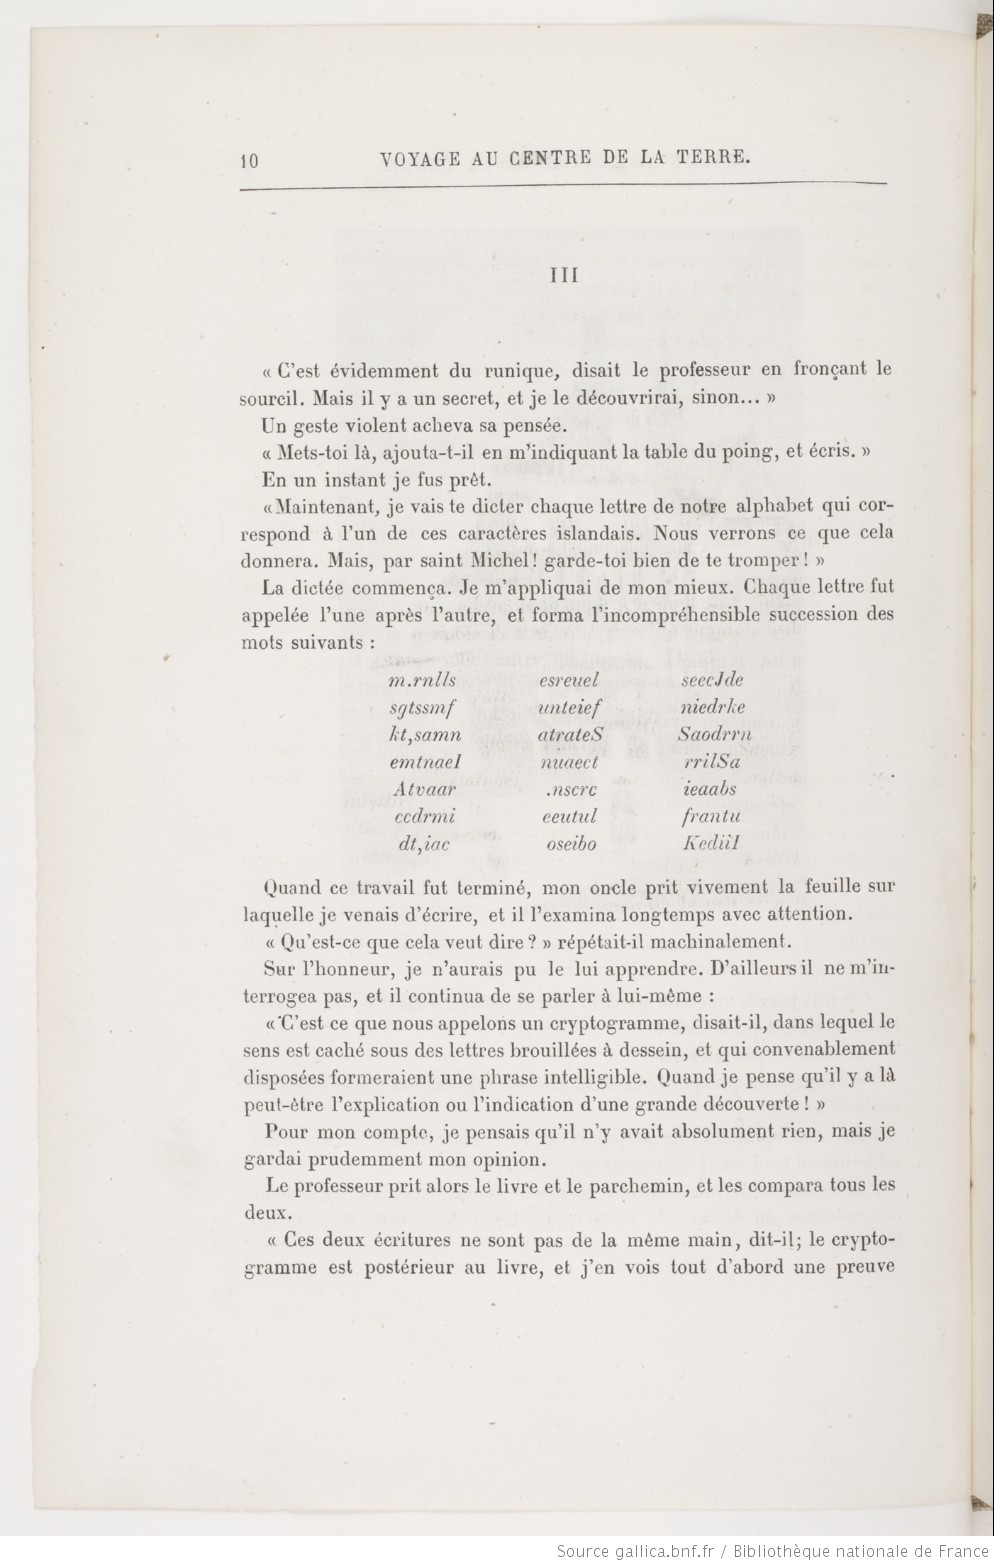 10 VOYAGE AU CENTRE DE LA TERRE.
III
« C'est évidemment du runique, disait le professeur en fronçant le
sourcil. Mais il y a un secret, et je le découvrirai, sinon... »
Un geste violent acheva sa pensée.
« Mets-toi là, ajouta-t-il en m'indiquant la table du poing, et écris. »
En un instant je fus prêt.
« Maintenant, je vais te dicter chaque lettre de notre alphabet qui cor-
respond à l'un de ces caractères islandais. Nous verrons ce que cela
donnera. Mais, par saint Michel! garde-toi bien de te tromper! »
La dictée commença. Je m'appliquai de mon mieux. Chaque lettre fut
appelée l'une après l'autre, et forma l'incompréhensible succession des
mots suivants :
m.rnlls esreuel seecJde
sgtssmf unteief niedrke
kt,samn atrateS Saodrrn
emtnael nuaect rrilSa
Atvaar .nscrc ieaabs
ccdrmi eeutul frantu
dt,iac oseibo KediiI
Quand ce travail fut terminé, mon oncle prit vivement la feuille sur
laquelle je venais d'écrire, et il l'examina longtemps avec attention.
« Qu'est-ce que cela veut dire? » répétait-il machinalement.
Sur l'honneur, je n'aurais pu le lui apprendre. D'ailleurs il ne m'in-
terrogea pas, et il continua de se parler à lui-même :
« C'est ce que nous appelons un cryptogramme, disait-il, dans lequel le
sens est caché sous des lettres brouillées à dessein, et qui convenablement
disposées formeraient une phrase intelligible. Quand je pense qu'il y a là
peut-être l'explication ou l'indication d'une grande découverte! »
Pour mon compte, je pensais qu'il n'y avait absolument rien, mais je
gardai prudemment mon opinion.
Le professeur prit alors le livre et le parchemin, et les compara tous les
deux.
« Ces deux écritures ne sont pas de la même main, dit-il; le crypto-
gramme est postérieur au livre, et j'en vois tout d'abord une preuve
Source gallica.bnf.fr / Bibliothèque nationale de France